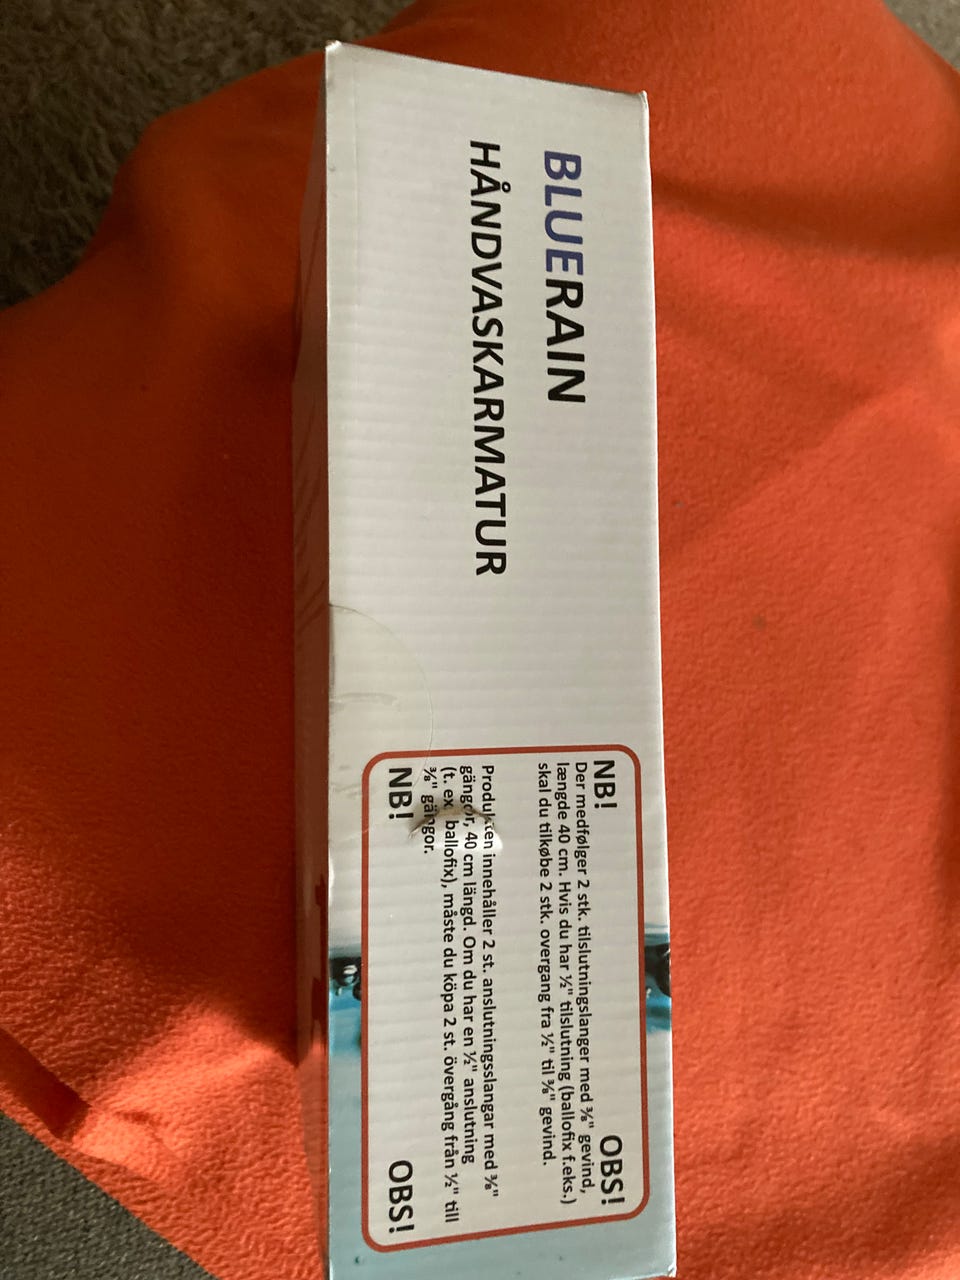 BLUERAIN
HÅNDVASKARMATUR
NB! OBS!
Der medfølger 2 stk. tilslutningslanger med ⅜" gevind,
længde 40 cm. Hvis du har ½" tilslutning (ballofix f.eks.)
skal du tilkøbe 2 stk. overgang fra ½" til ⅜" gevind.
Produkten innehåller 2 st. anslutningsslangar med ⅜"
gängor, 40 cm längd. Om du har en ½" anslutning
(t. ex. ballofix), måste du köpa 2 st. övergång från ½" till
⅜" gängor.
NB! OBS!